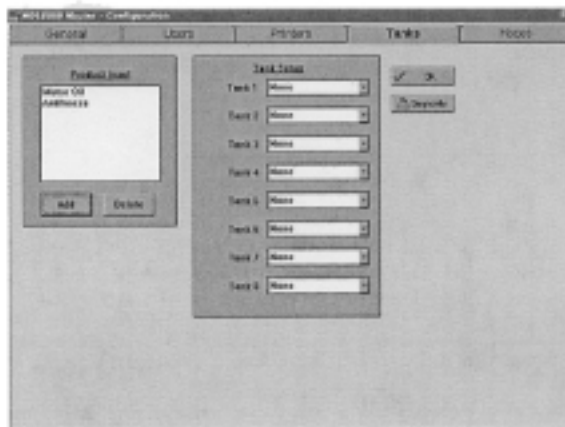 Master - Configuration
General Users Printers Tanks
Product Input
Motor Oil
Antifreeze
Add Delete
Tank Setup
Tank 1 None
Tank 2 None
Tank 3 None
Tank 4 None
Tank 5 None
Tank 6 None
Tank 7 None
Tank 8 None
Ok